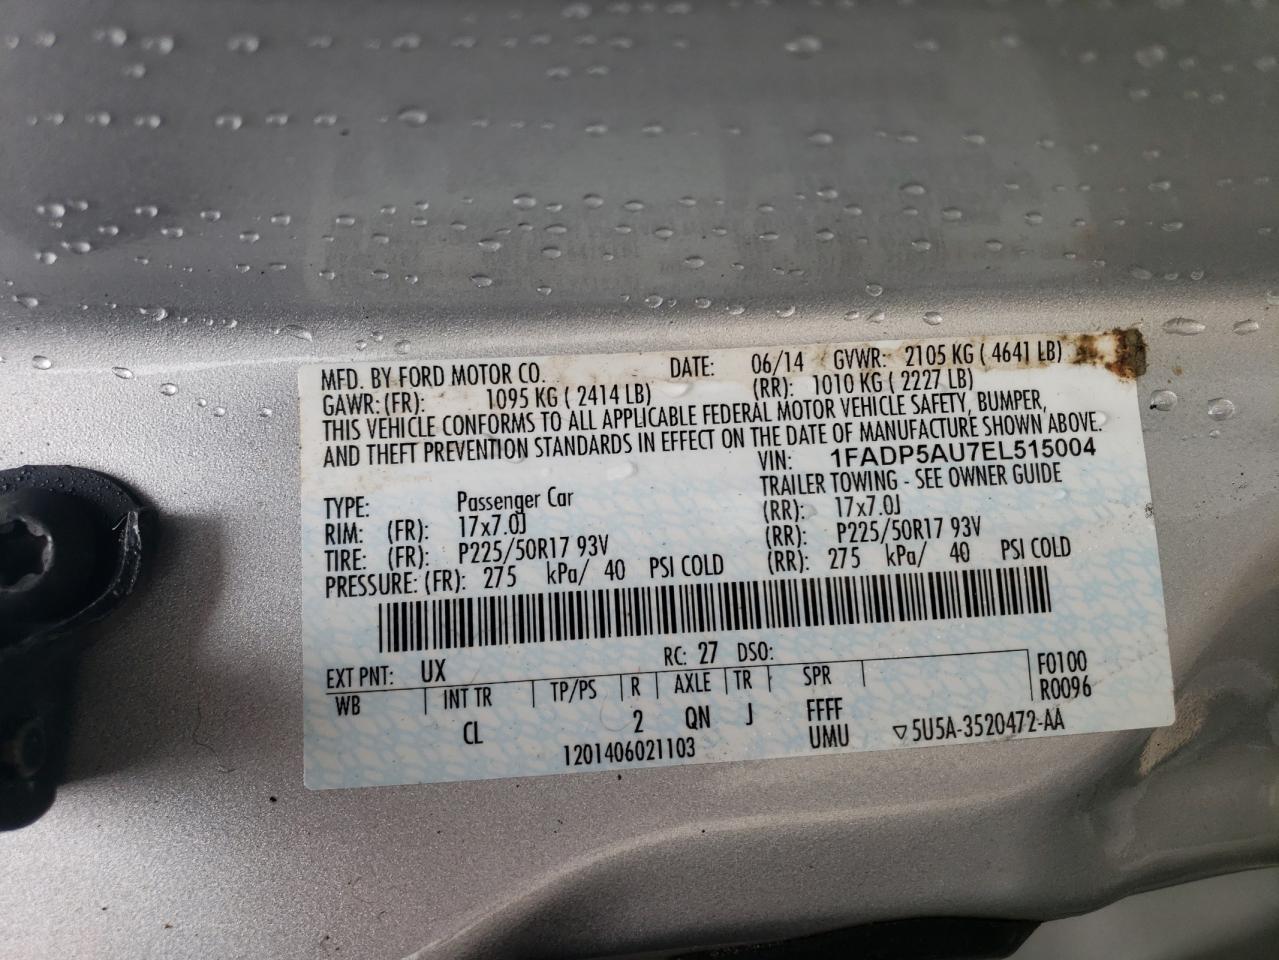 MFD. BY FORD MOTOR CO. DATE: 06/14 GVWR: 2105 KG ( 4641 LB)
GAWR: (FR): 1095 KG ( 2414 LB) (RR): 1010 KG ( 2227 LB)
THIS VEHICLE CONFORMS TO ALL APPLICABLE FEDERAL MOTOR VEHICLE SAFETY, BUMPER,
AND THEFT PREVENTION STANDARDS IN EFFECT ON THE DATE OF MANUFACTURE SHOWN ABOVE.
VIN: 1FADP5AU7EL515004
TYPE: Passenger Car TRAILER TOWING - SEE OWNER GUIDE
RIM: (FR): 17x7.0J (RR): 17x7.0J
TIRE: (FR): P225/50R17 93V (RR): P225/50R17 93V
PRESSURE: (FR): 275 kPa/ 40 PSI COLD (RR): 275 kPa/ 40 PSI COLD
EXT PNT: UX RC: 27 DSO: F0100
WB INT TR TP/PS R AXLE TR SPR R0096
CL 2 QN J FFFF
1201406021103 UMU ▽5U5A-3520472-AA